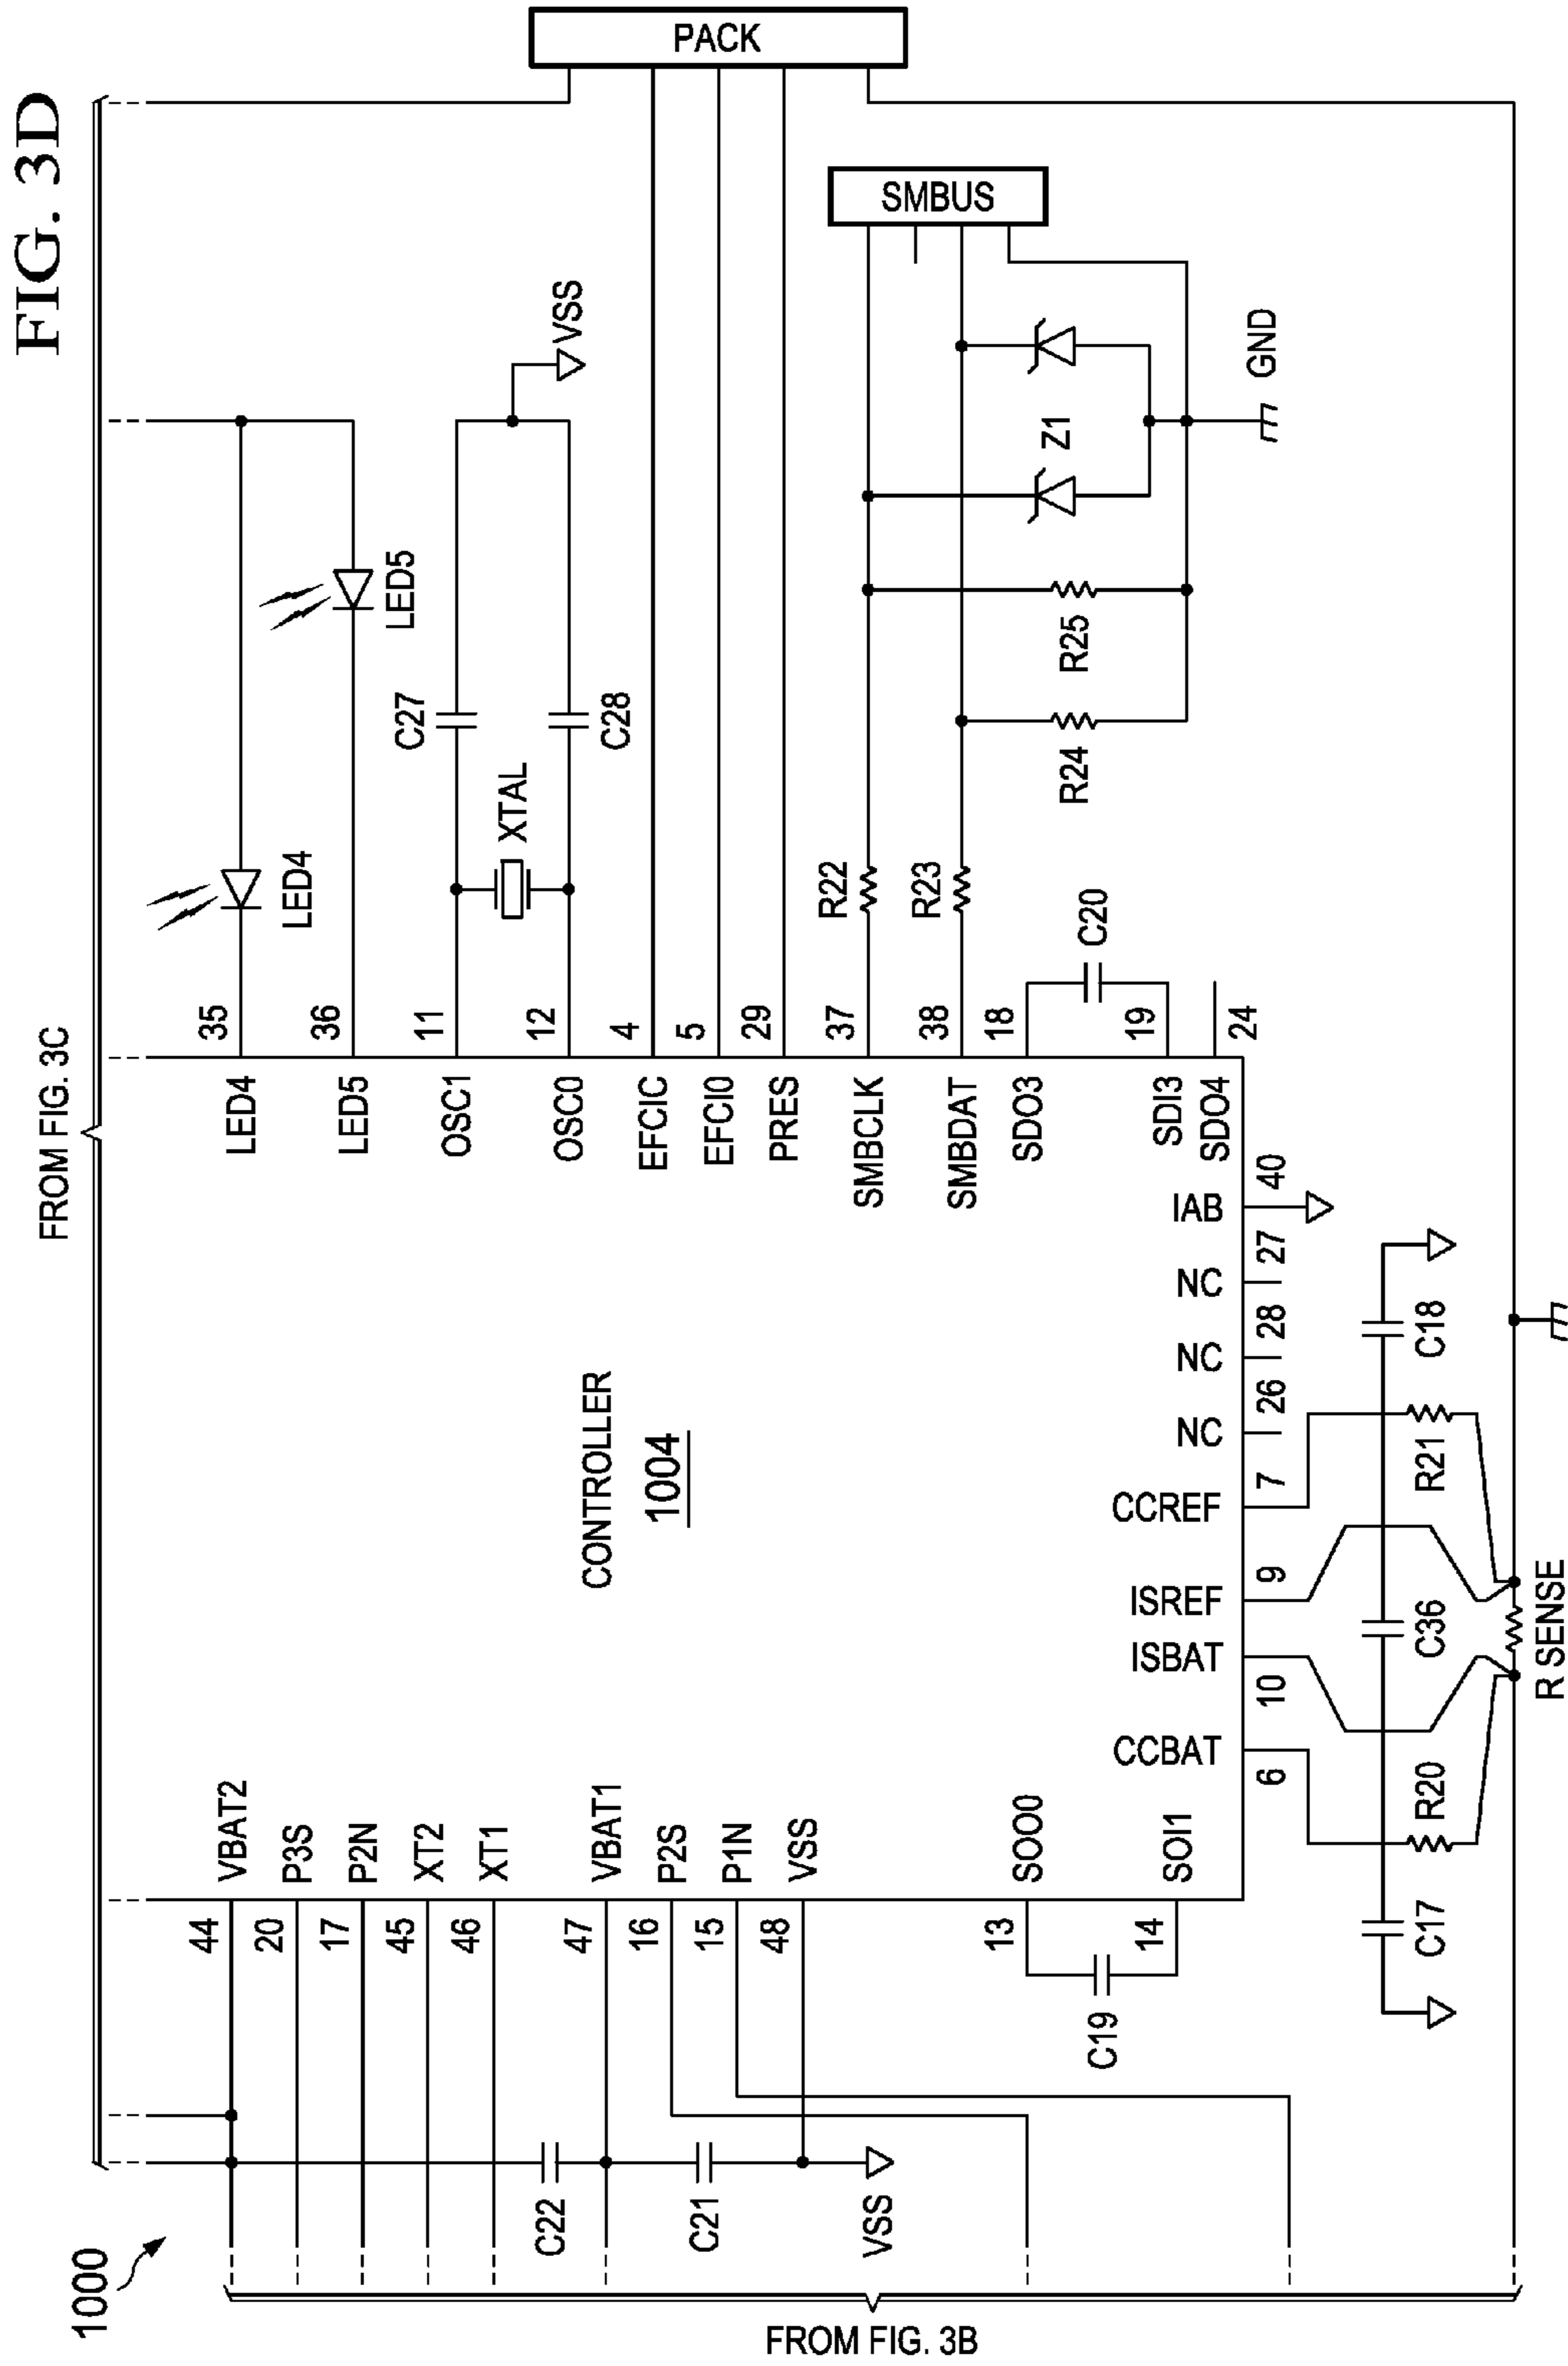 FIG. 3D
FROM FIG. 3C
1000
PACK
LED4
35
LED4
LED5
36
LED5
OSC1
11
C27
XTAL
VSS
OSC0
12
C28
EFCIC
4
EFCI0
5
PRES
29
SMBCLK
37
R22
SMBUS
SMBDAT
38
R23
R24
R25
Z1
GND
SDO3
18
C20
SDI3
19
SDO4
24
CONTROLLER
1004
VBAT2
44
P3S
20
P2N
17
XT2
45
XT1
46
C22
VBAT1
47
P2S
16
C21
P1N
15
VSS
48
VSS
SOO0
13
C19
SOI1
14
CCBAT
6
ISBAT
10
ISREF
9
CCREF
7
NC
26
NC
28
NC
27
IAB
40
C17
R20
C36
R21
C18
R SENSE
FROM FIG. 3B